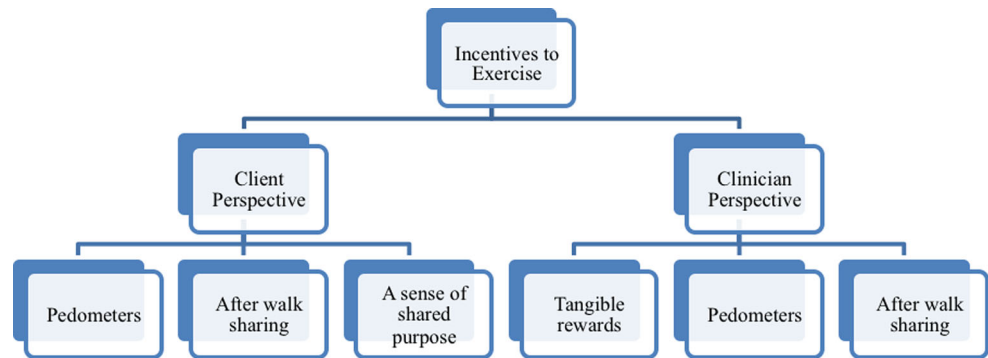 Incentives to
Exercise
Client
Perspective
Clinician
Perspective
Pedometers
After walk
sharing
A sense of
shared
purpose
Tangible
rewards
Pedometers
After walk
sharing